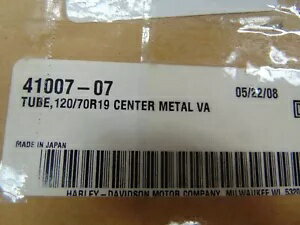 41007-07 05/22/08
TUBE,120/70R19 CENTER METAL VA
MADE IN JAPAN
HARLEY-DAVIDSON MOTOR COMPANY, MILWAUKEE WI. 5320